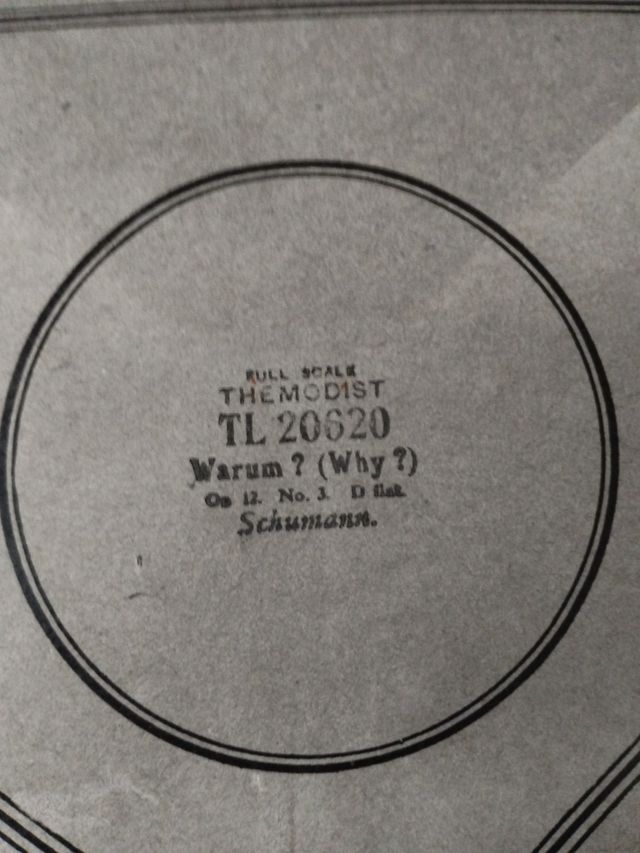 FULL SCALE
THEMODIST
TL 20620
Warum ? (Why ?)
Op 12. No. 3. D flat.
Schumann.